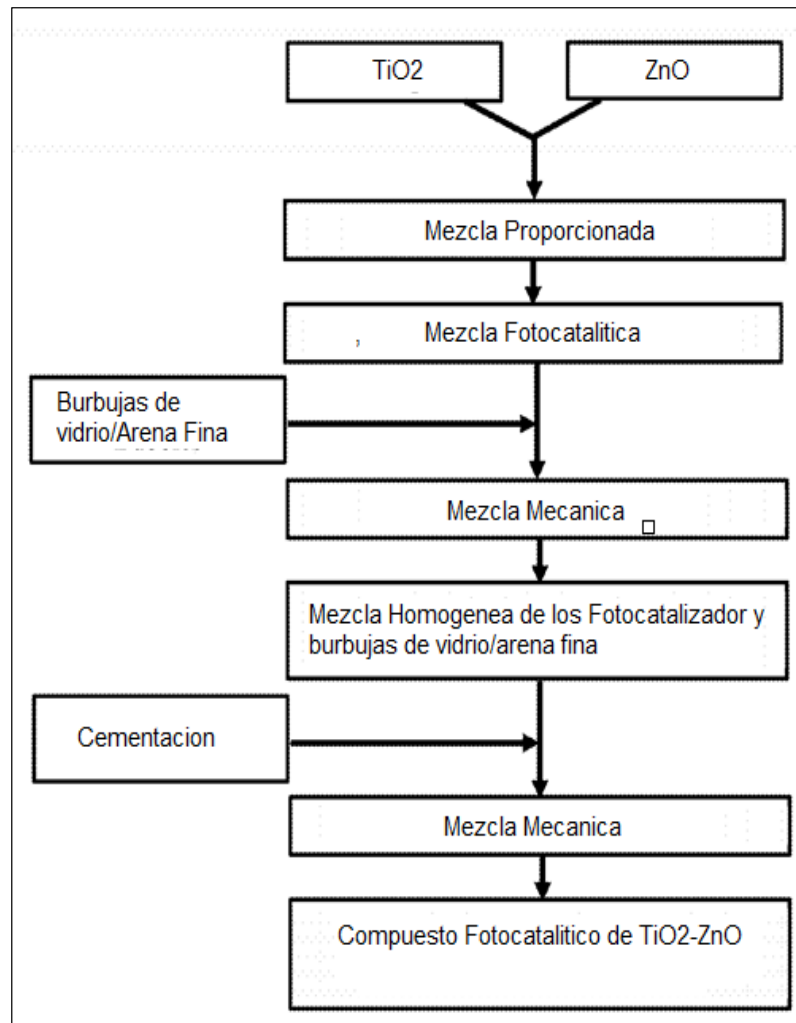 TiO2
ZnO
Mezcla Proporcionada
Mezcla Fotocatalitica
Burbujas de
vidrio/Arena Fina
Mezcla Mecanica
Mezcla Homogenea de los Fotocatalizador y
burbujas de vidrio/arena fina
Cementacion
Mezcla Mecanica
Compuesto Fotocatalitico de TiO2-ZnO